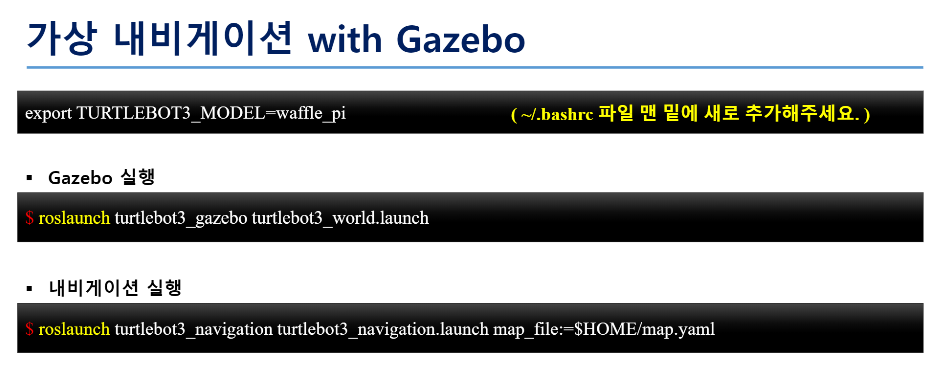 가상 내비게이션 with Gazebo
export TURTLEBOT3_MODEL=waffle_pi ( ~/.bashrc 파일 맨 밑에 새로 추가해주세요. )
▪ Gazebo 실행
$ roslaunch turtlebot3_gazebo turtlebot3_world.launch
▪ 내비게이션 실행
$ roslaunch turtlebot3_navigation turtlebot3_navigation.launch map_file:=$HOME/map.yaml